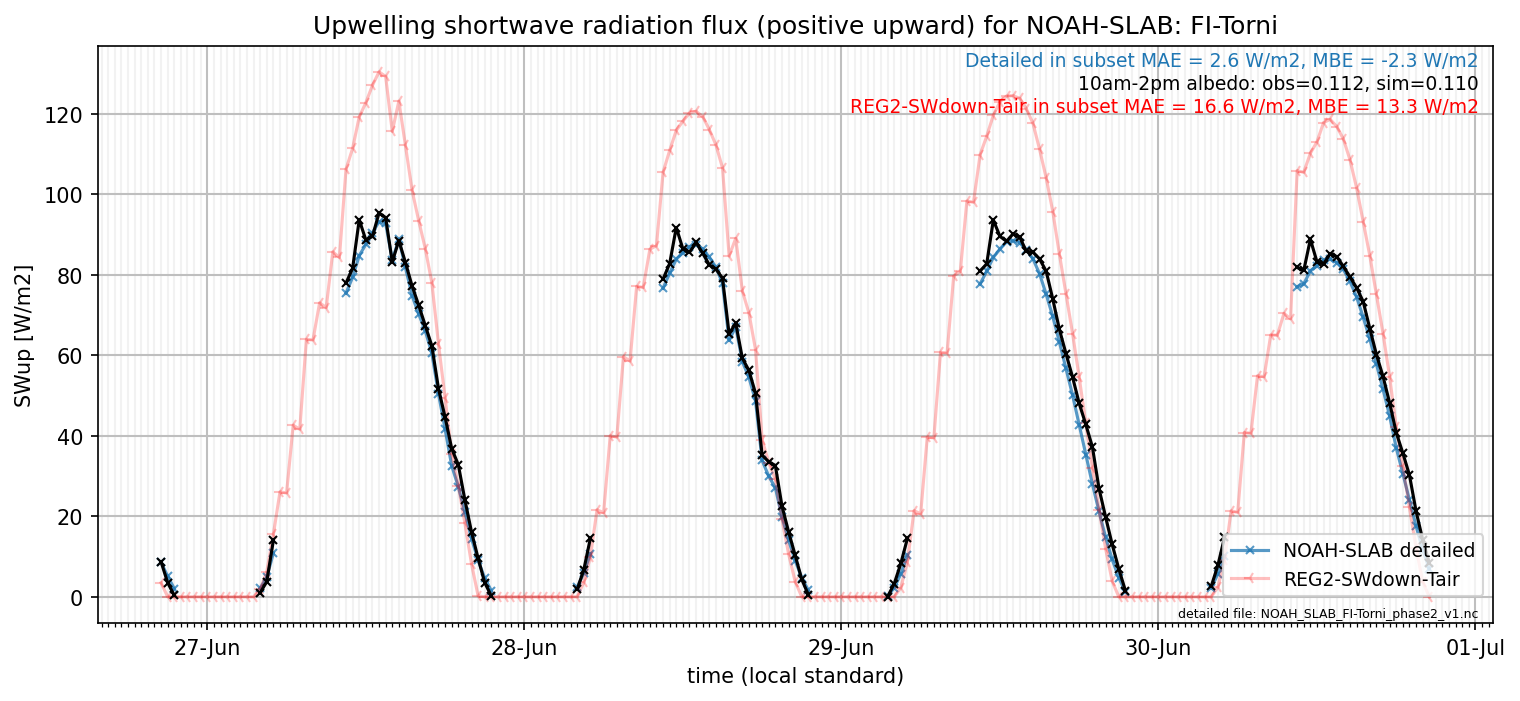 Upwelling shortwave radiation flux (positive upward) for NOAH-SLAB: FI-Torni
Detailed in subset MAE = 2.6 W/m2, MBE = -2.3 W/m2
10am-2pm albedo: obs=0.112, sim=0.110
REG2-SWdown-Tair in subset MAE = 16.6 W/m2, MBE = 13.3 W/m2
SWup [W/m2]
120
100
80
60
40
20
0
NOAH-SLAB detailed
REG2-SWdown-Tair
detailed file: NOAH_SLAB_FI-Torni_phase2_v1.nc
27-Jun 28-Jun 29-Jun 30-Jun 01-Jul
time (local standard)